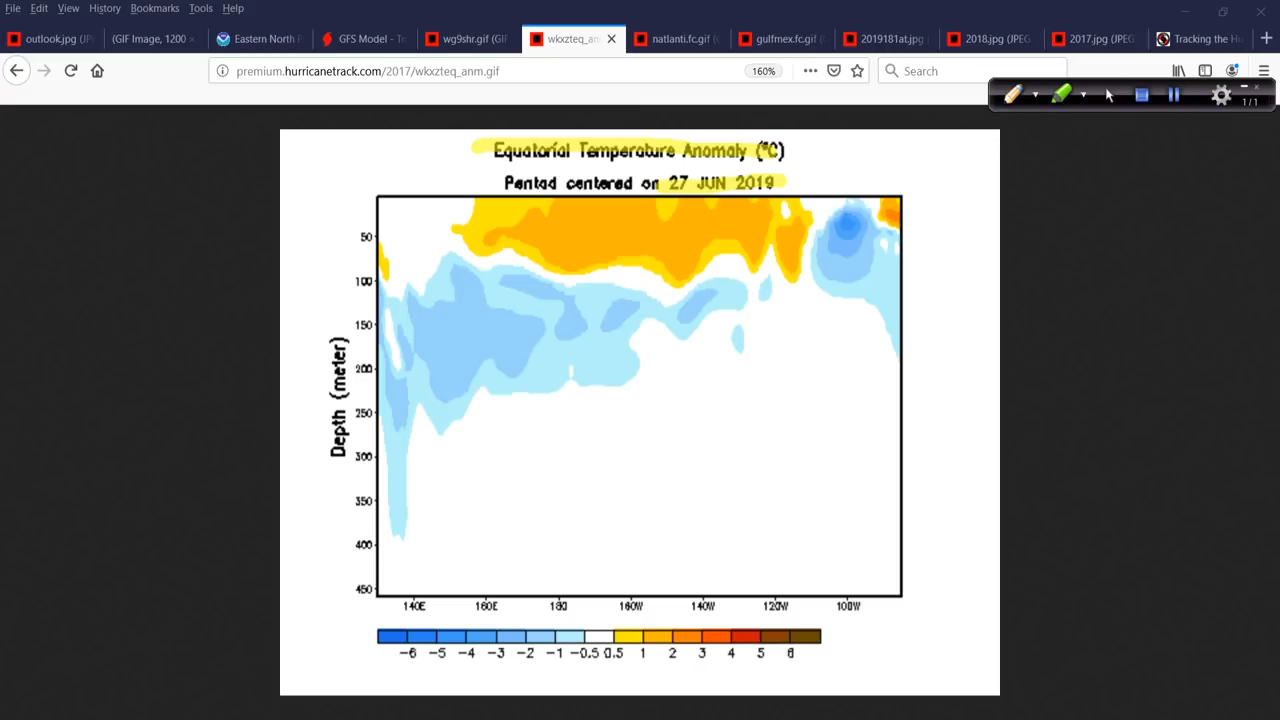 File Edit View History Bookmarks Tools Help
outlook.jpg (JP
(GIF Image, 1200 ×
Eastern North P
GFS Model - Tr
wg9shr.gif (GIF
wkxzteq_an
natlanti.fc.gif (
gulfmex.fc.gif (
2019181at.jpg
2018.jpg (JPEG
2017.jpg (JPEG
Tracking the Hu
premium.hurricanetrack.com/2017/wkxzteq_anm.gif
160%
Search
1/1
Equatorial Temperature Anomaly (°C)
Pentad centered on 27 JUN 2019
Depth (meter)
50
100
150
200
250
300
350
400
450
140E 160E 180 160W 140W 120W 100W
-6 -5 -4 -3 -2 -1 -0.5 0.5 1 2 3 4 5 6